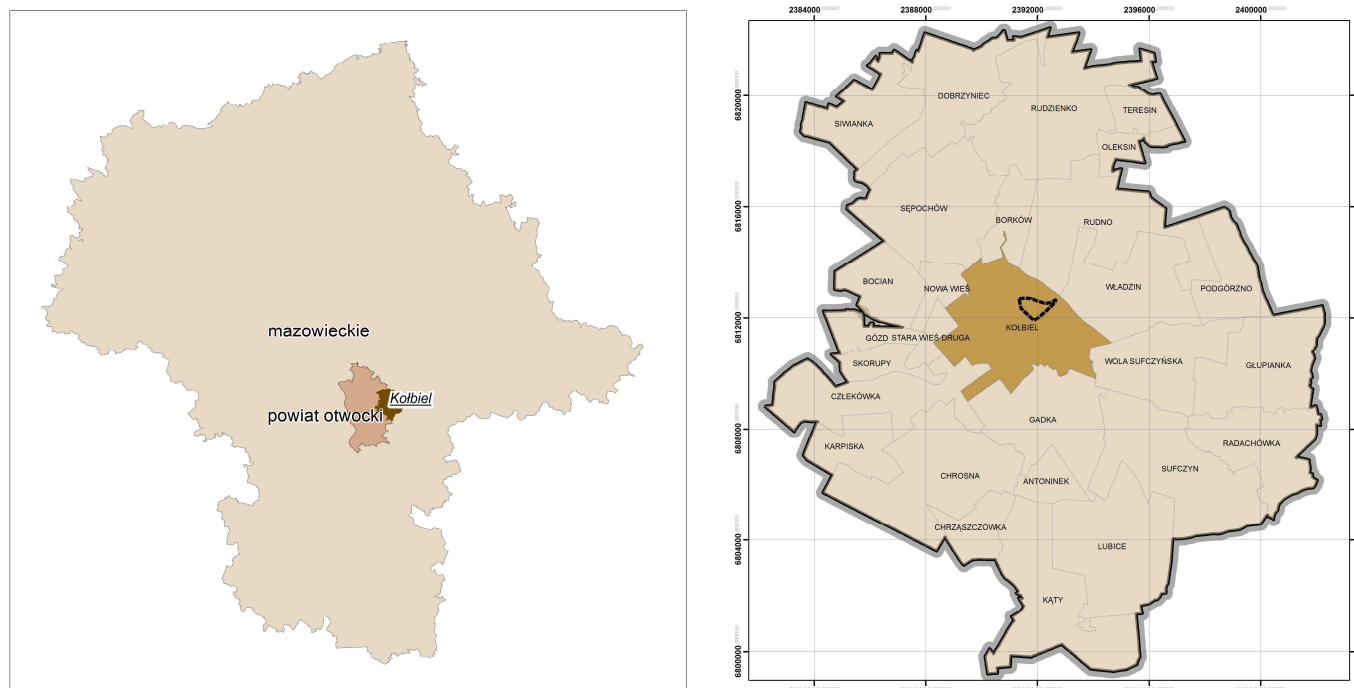 mazowieckie
Kołbiel
powiat otwocki
2384000
2388000
2392000
2396000
2400000
6820000
6816000
6812000
6808000
6804000
6800000
DOBRZYNIEC
RUDZIENKO
TERESIN
SIWIANKA
OLEKSIN
SĘPOCHÓW
BORKÓW
RUDNO
BOCIAN
NOWA WIEŚ
WŁADZIN
PODGÓRZNO
KOŁBIEL
GÓZD
STARA WIEŚ DRUGA
SKORUPY
WOLA SUFCZYŃSKA
GŁUPIANKA
CZŁEKÓWKA
GADKA
KARPISKA
RADACHÓWKA
SUFCZYN
CHROSNA
ANTONINEK
CHRZĄSZCZÓWKA
LUBICE
KĄTY